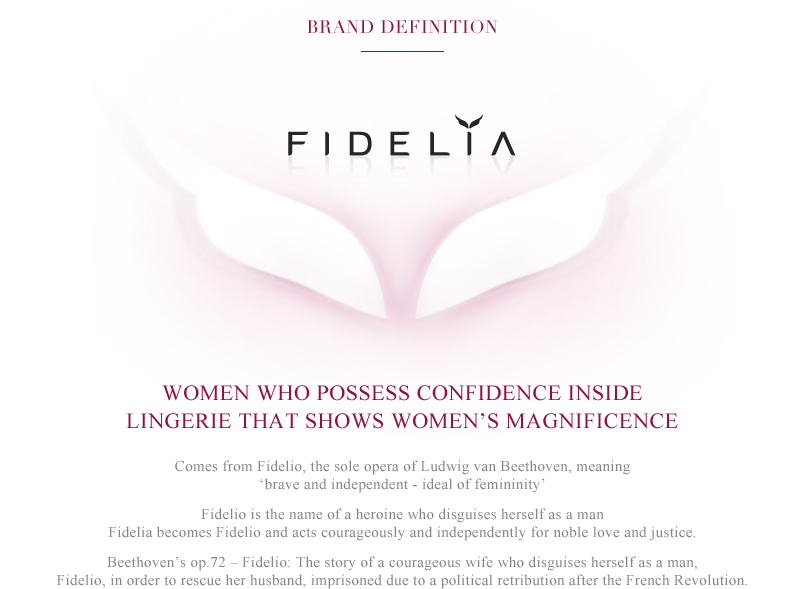 BRAND DEFINITION
FIDELIA
WOMEN WHO POSSESS CONFIDENCE INSIDE
LINGERIE THAT SHOWS WOMEN’S MAGNIFICENCE
Comes from Fidelio, the sole opera of Ludwig van Beethoven, meaning
‘brave and independent - ideal of femininity’
Fidelio is the name of a heroine who disguises herself as a man
Fidelia becomes Fidelio and acts courageously and independently for noble love and justice.
Beethoven’s op.72 – Fidelio: The story of a courageous wife who disguises herself as a man,
Fidelio, in order to rescue her husband, imprisoned due to a political retribution after the French Revolution.